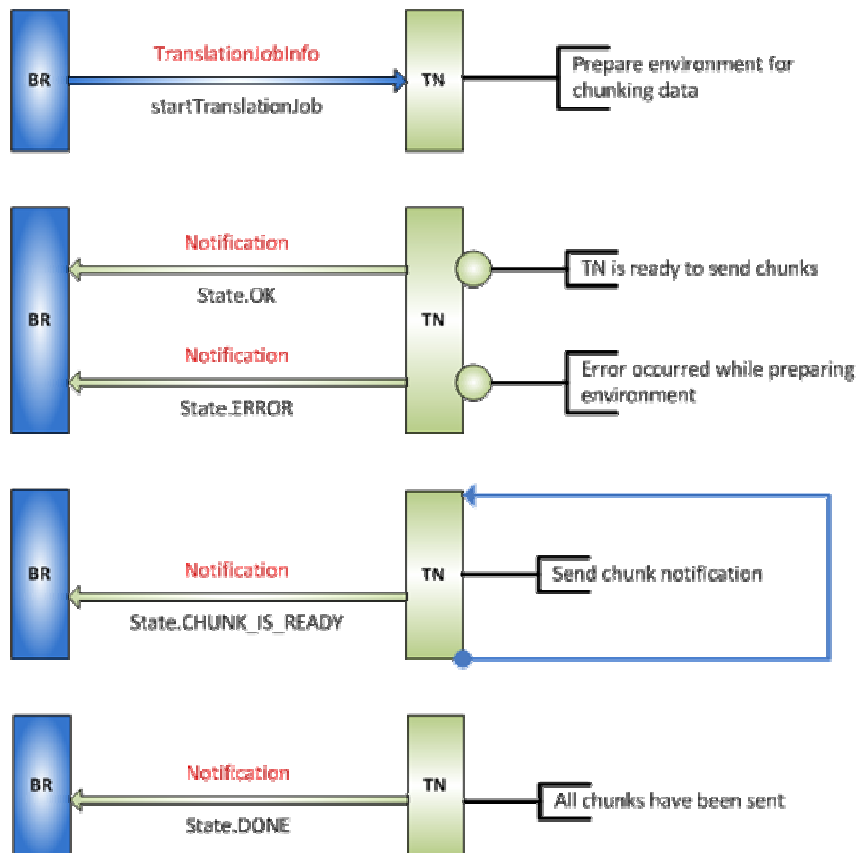 TranslationJobInfo
BR
TN
startTranslationJob
Prepare environment for
chunking data
Notification
State.OK
TN is ready to send chunks
BR
TN
Notification
State.ERROR
Error occurred while preparing
environment
Notification
BR
TN
Send chunk notification
State.CHUNK_IS_READY
Notification
BR
TN
All chunks have been sent
State.DONE